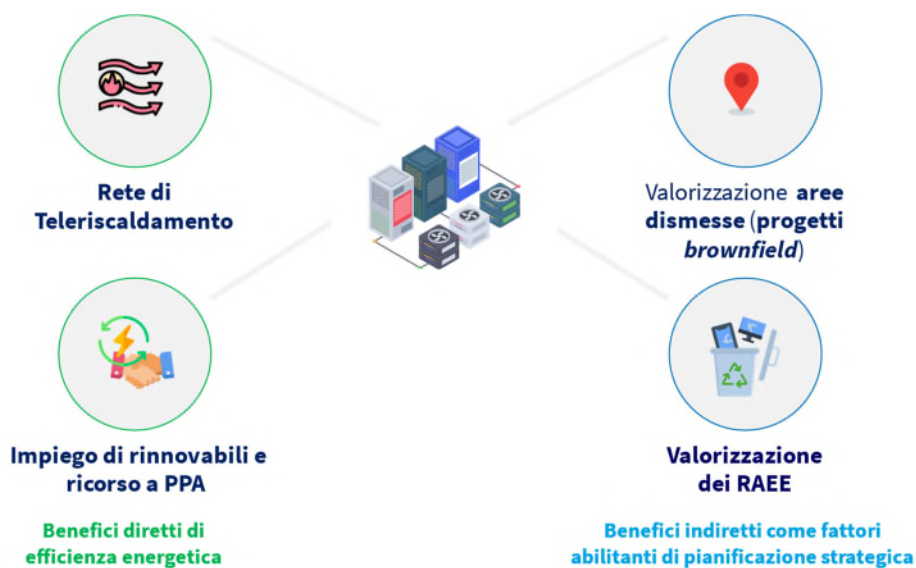 Rete di
Teleriscaldamento
Valorizzazione aree
dismesse (progetti
brownfield)
Impiego di rinnovabili e
ricorso a PPA
Valorizzazione
dei RAEE
Benefici diretti di
efficienza energetica
Benefici indiretti come fattori
abilitanti di pianificazione strategica